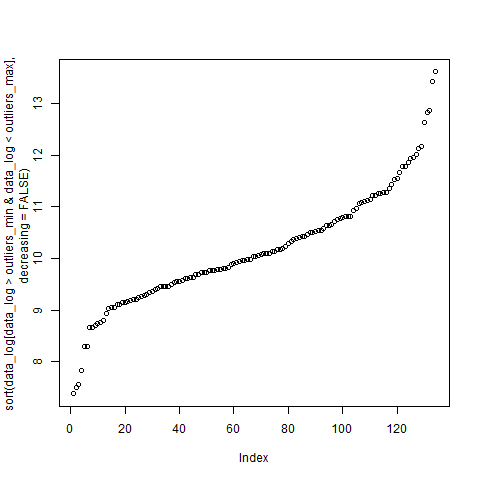 sort(data_log[data_log > outliers_min & data_log < outliers_max],
decreasing = FALSE)
13
12
11
10
9
8
0 20 40 60 80 100 120
Index